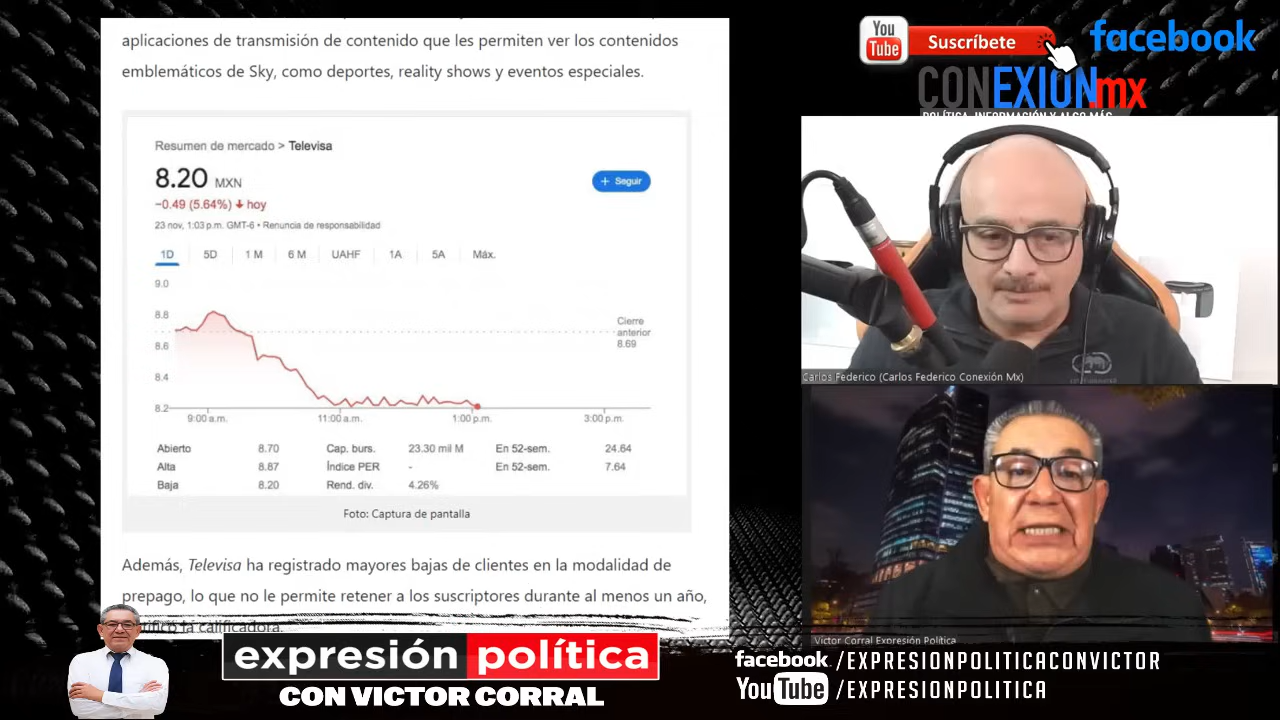 aplicaciones de transmisión de contenido que les permiten ver los contenidos
emblemáticos de Sky, como deportes, reality shows y eventos especiales.
Resumen de mercado > Televisa
8.20 MXN
−0.49 (5.64%) ↓ hoy
+ Seguir
23 nov, 1:03 p.m. GMT-6 • Renuncia de responsabilidad
1D 5D 1 M 6 M UAHF 1A 5A Máx.
9.0
8.8
8.6
8.4
8.2
Cierre
anterior
8.69
9:00 a.m. 11:00 a.m. 1:00 p.m. 3:00 p.m.
Abierto 8.70 Cap. burs. 23.30 mil M En 52-sem. 24.64
Alta 8.87 Índice PER - En 52-sem. 7.64
Baja 8.20 Rend. div. 4.26%
Foto: Captura de pantalla
Además, Televisa ha registrado mayores bajas de clientes en la modalidad de
prepago, lo que no le permite retener a los suscriptores durante al menos un año,
la calificadora.
You
Tube
Suscríbete
facebook
CONEXION.mx
POLÍTICA, INFORMACIÓN Y ALGO MÁS
Carlos Federico (Carlos Federico Conexión Mx)
Victor Corral Expresión Política
expresión política
CON VICTOR CORRAL
facebook /EXPRESIONPOLITICACONVICTOR
YouTube /EXPRESIONPOLITICA